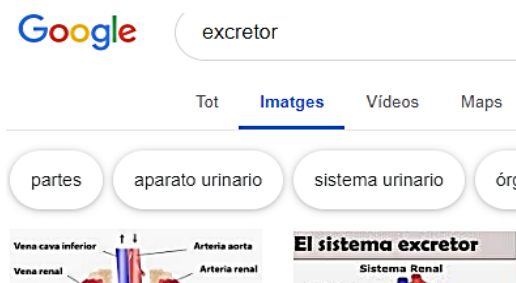 Google excretor
Tot Imatges Vídeos Maps
partes aparato urinario sistema urinario
Vena cava inferior Arteria aorta
Vena renal Arteria renal
El sistema excretor
Sistema Renal